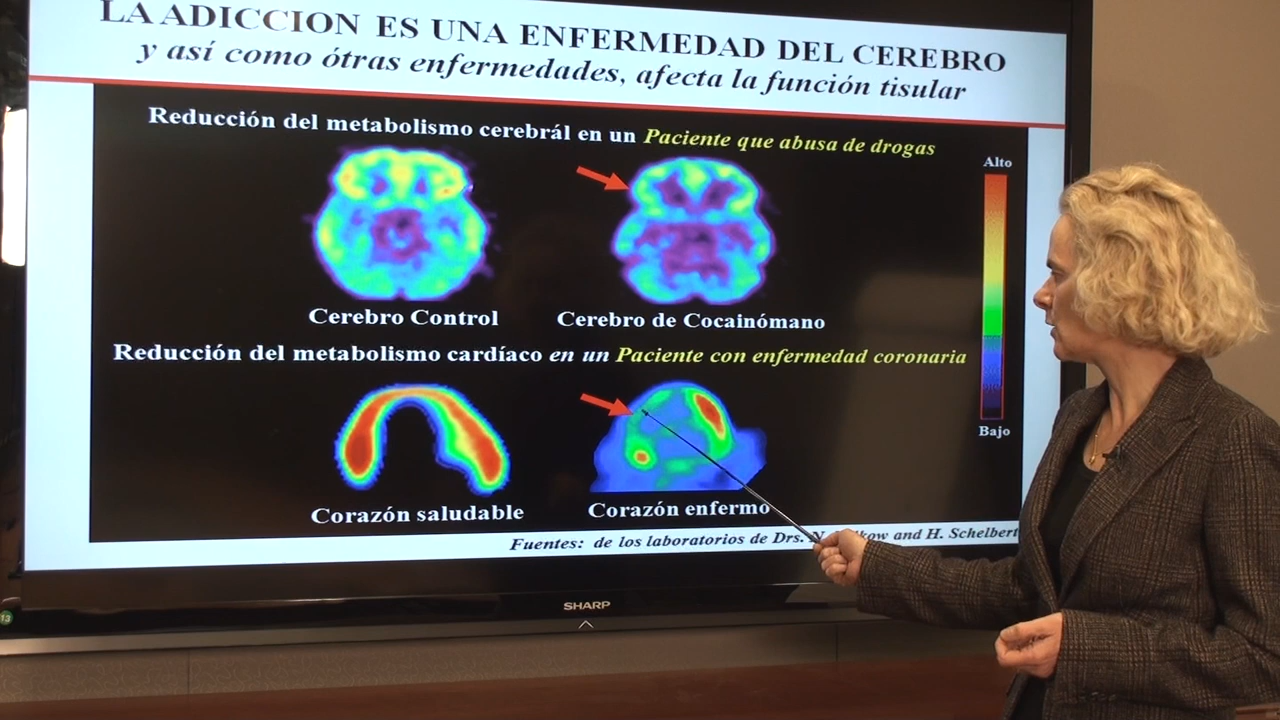 LA ADICCION ES UNA ENFERMEDAD DEL CEREBRO
y así como ótras enfermedades, afecta la función tisular
Reducción del metabolismo cerebrál en un Paciente que abusa de drogas
Alto
Cerebro Control
Cerebro de Cocainómano
Reducción del metabolismo cardíaco en un Paciente con enfermedad coronaria
Bajo
Corazón saludable
Corazón enfermo
Fuentes: de los laboratorios de Drs. N. and H. Schelbert
SHARP
13